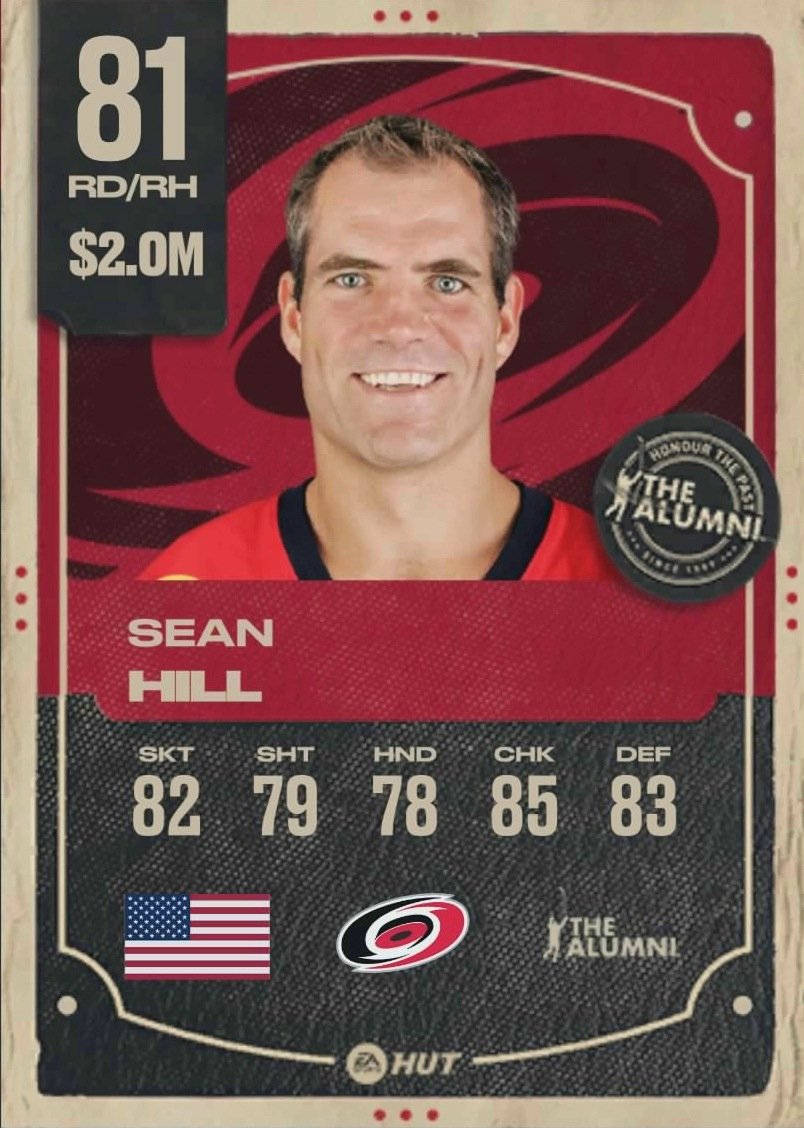 81
RD/RH
$2.0M
HONOUR THE PAST
THE
ALUMNI
SEAN
HILL
SKT SHT HND CHK DEF
82 79 78 85 83
THE
ALUMNI
EA
HUT